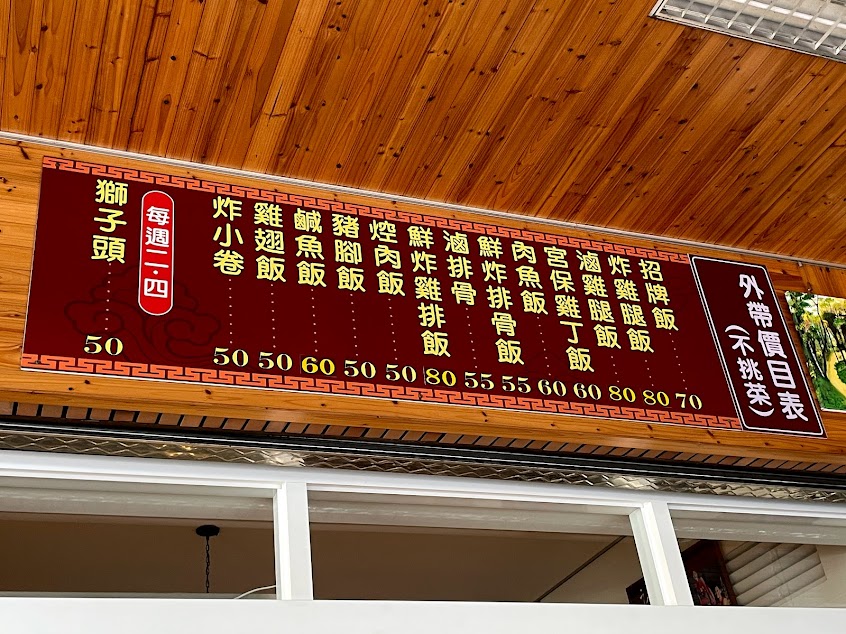 外帶價目表
(不挑菜)
招牌飯 70
炸雞腿飯 80
滷雞腿飯 80
宮保雞丁飯 60
肉魚飯 60
鮮炸排骨飯 55
滷排骨 55
鮮炸雞排飯 80
焢肉飯 50
豬腳飯 50
鹹魚飯 60
雞翅飯 50
炸小卷 50
每週二·四
獅子頭 50